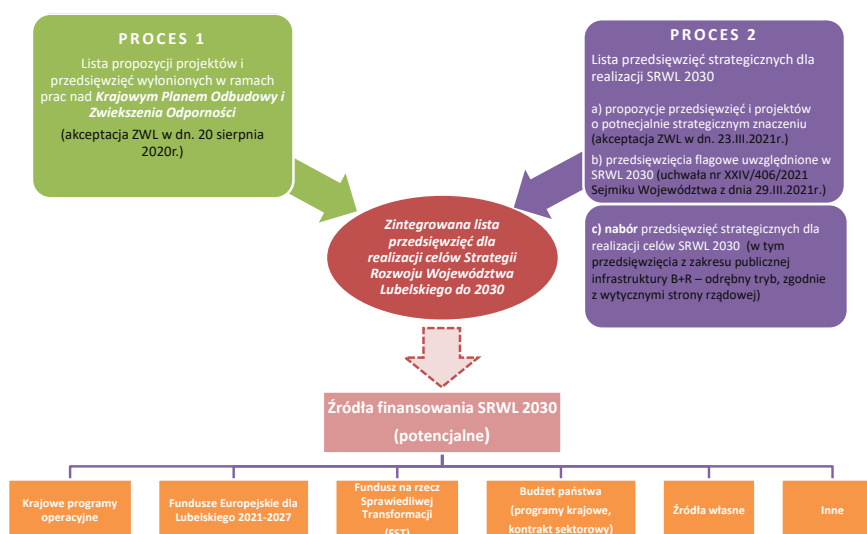 PROCES 1
Lista propozycji projektów i
przedsięwzięć wyłonionych w ramach
prac nad Krajowym Planem Odbudowy i
Zwiekszenia Odporności
(akceptacja ZWL w dn. 20 sierpnia
2020r.)
PROCES 2
Lista przedsięwzięć strategicznych dla
realizacji SRWL 2030
a) propozycje przedsięwzięć i projektów
o potnecjalnie strategicznym znaczeniu
(akceptacja ZWL w dn. 23.III.2021r.)
b) przedsięwzięcia flagowe uwzględnione w
SRWL 2030 (uchwała nr XXIV/406/2021
Sejmiku Województwa z dnia 29.III.2021r.)
c) nabór przedsięwzięć strategicznych dla
realizacji celów SRWL 2030 (w tym
przedsięwzięcia z zakresu publicznej
infrastruktury B+R – odrębny tryb, zgodnie
z wytycznymi strony rządowej)
Zintegrowana lista
przedsięwzięć dla
realizacji celów Strategii
Rozwoju Województwa
Lubelskiego do 2030
Źródła finansowania SRWL 2030
(potencjalne)
Krajowe programy
operacyjne
Fundusze Europejskie dla
Lubelskiego 2021-2027
Fundusz na rzecz
Sprawiedliwej
Transformacji
(FST)
Budżet państwa
(programy krajowe,
kontrakt sektorowy)
Źródła własne
Inne